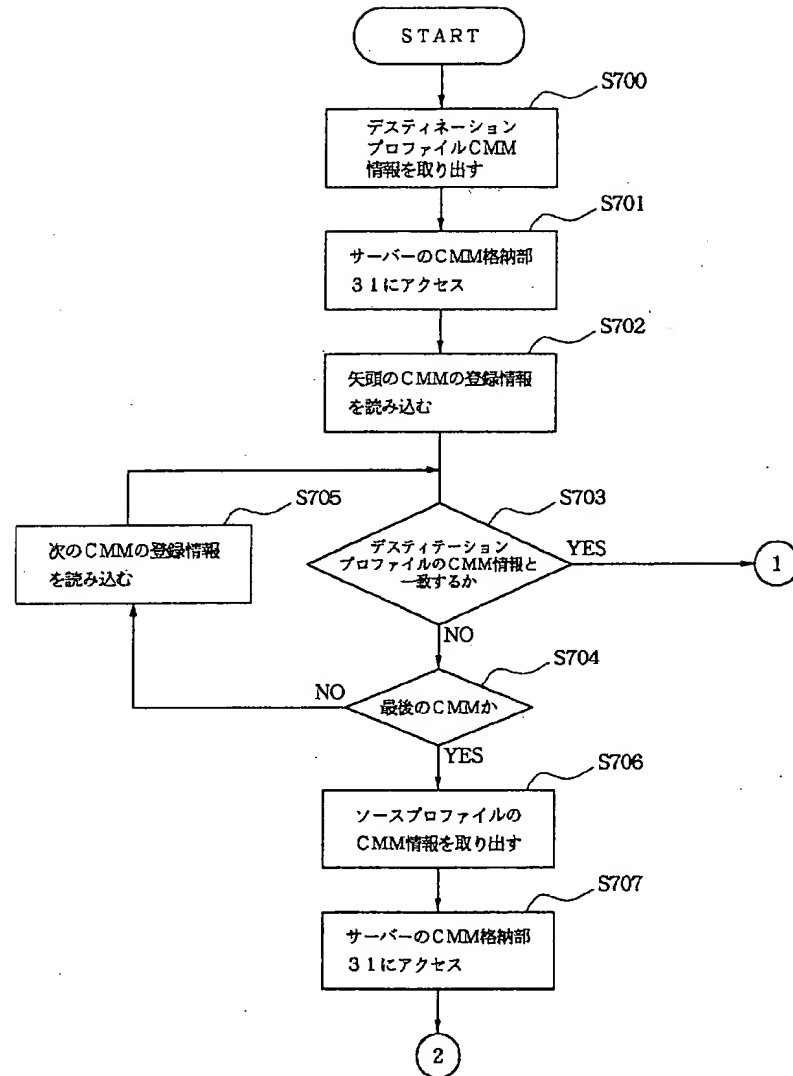 START
S700
デスティネーション
プロファイルCMM
情報を取り出す
S701
サーバーのCMM格納部
31にアクセス
S702
矢頭のCMMの登録情報
を読み込む
S705
次のCMMの登録情報
を読み込む
S703
デスティテーション
プロファイルのCMM情報と
一致するか
YES
1
NO
S704
最後のCMMか
NO
YES
S706
ソースプロファイルの
CMM情報を取り出す
S707
サーバーのCMM格納部
31にアクセス
2